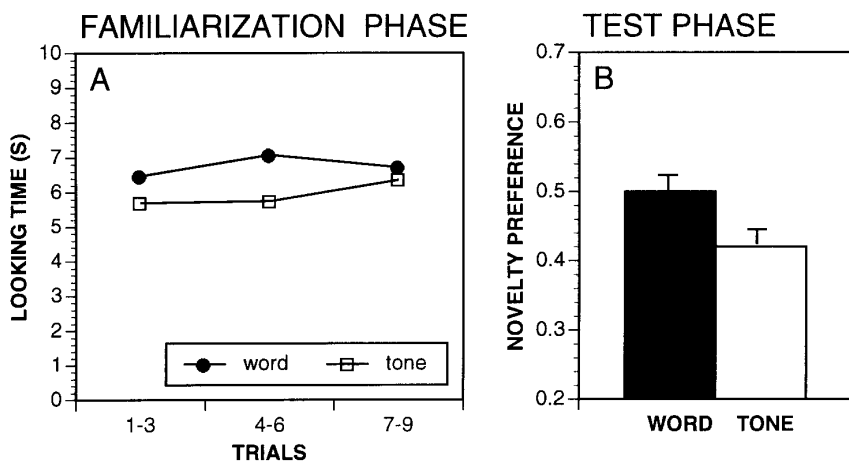 FAMILIARIZATION PHASE
A
LOOKING TIME (S)
10
9
8
7
6
5
4
3
2
1
0
word
tone
1-3
4-6
7-9
TRIALS
TEST PHASE
B
NOVELTY PREFERENCE
0.7
0.6
0.5
0.4
0.3
0.2
WORD
TONE